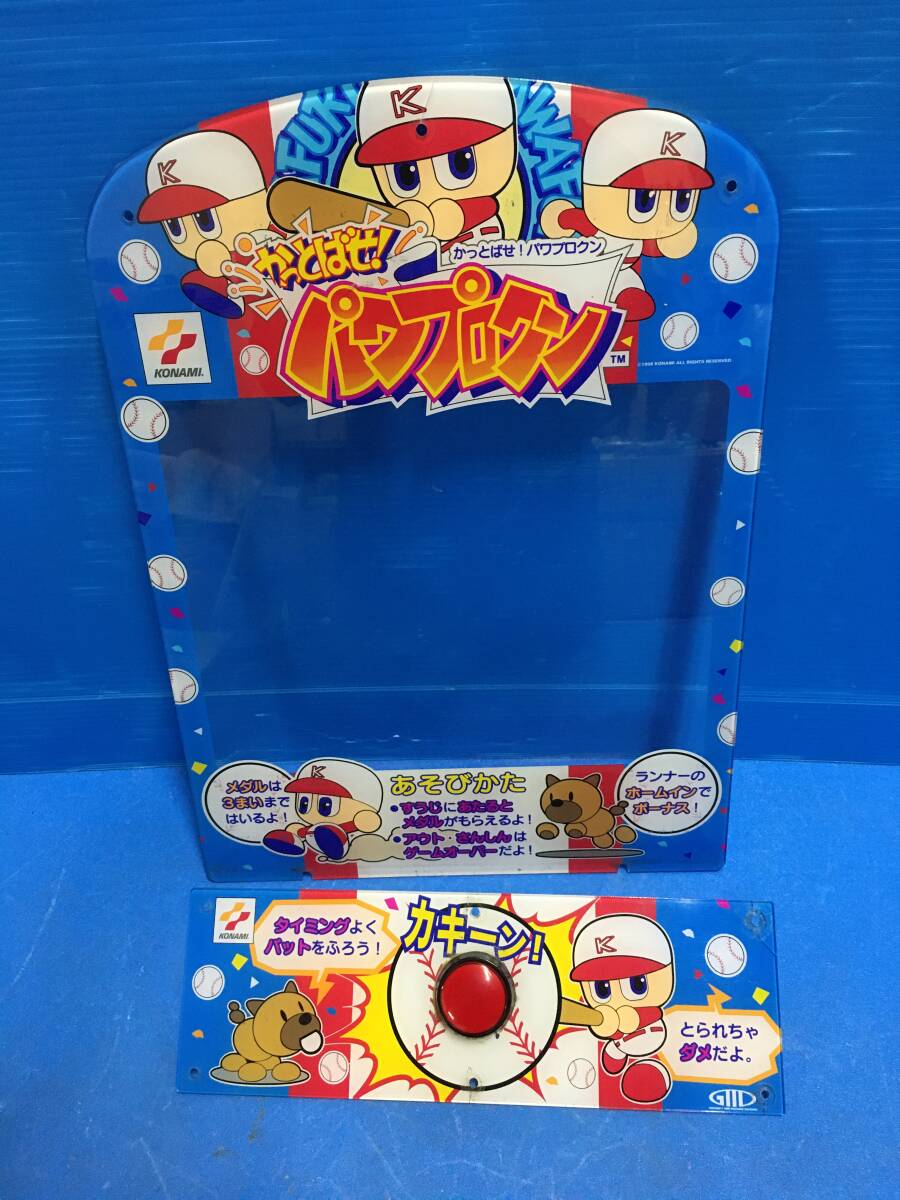 K
K
K
かっとばせ!
かっとばせ!パワプロクン
パワプロクン
TM
KONAMI.
©1998 KONAMI ALL RIGHTS RESERVED
メダルは
3まいまで
はいるよ!
K
あそびかた
•すうじにあたると
メダルがもらえるよ!
•アウト・さんしんは
ゲームオーバーだよ!
ランナーの
ホームインで
ボーナス!
KONAMI
タイミングよく
バットをふろう!
カキーン!
K
とられちゃ
ダメだよ。